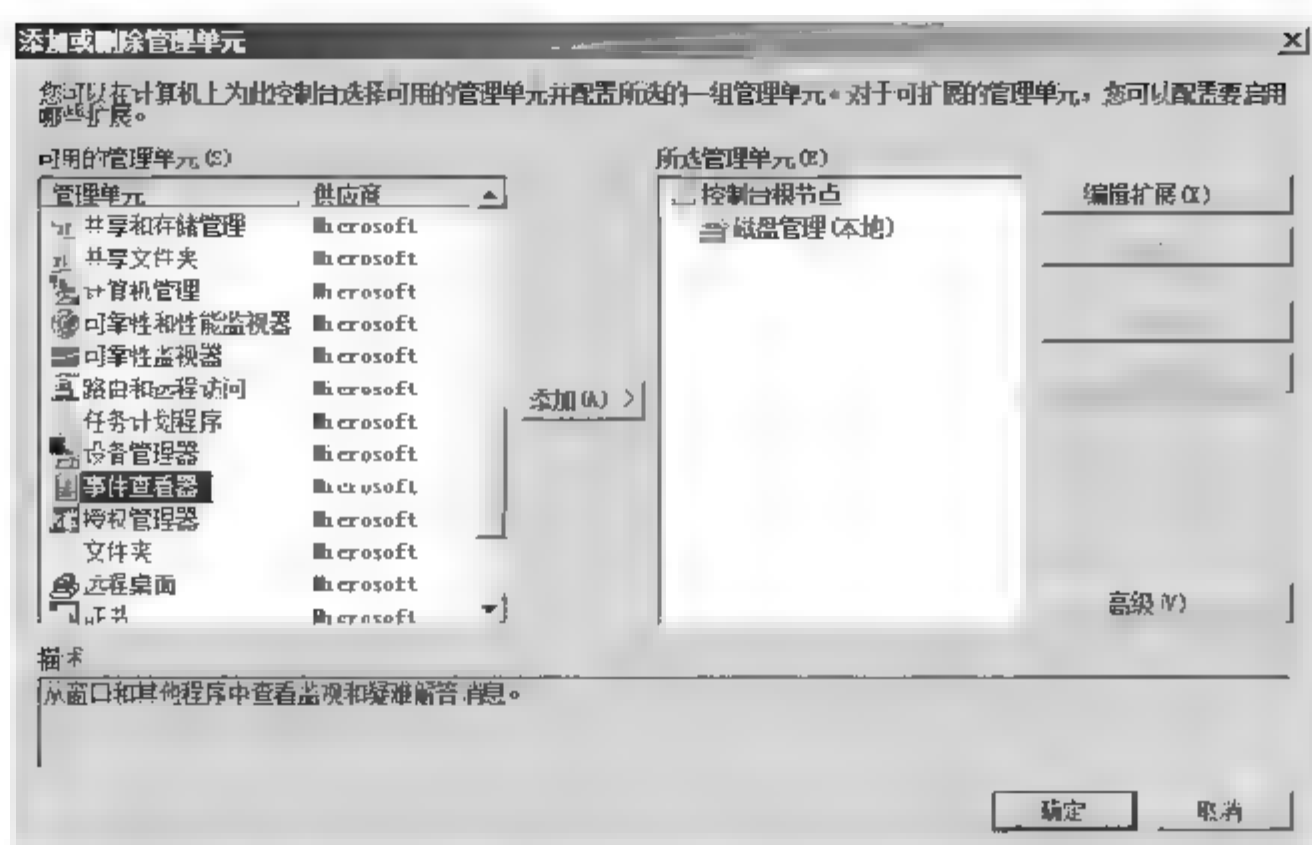 添加或删除管理单元
您可以在计算机上为此控制台选择可用的管理单元并配置所选的一组管理单元。对于可扩展的管理单元，您可以配置要启用
哪些扩展。
可用的管理单元(S)
所选管理单元(E)
管理单元 供应商
共享和存储管理 Microsoft
共享文件夹 Microsoft
计算机管理 Microsoft
可靠性和性能监视器 Microsoft
可靠性监视器 Microsoft
路由和远程访问 Microsoft
任务计划程序 Microsoft
设备管理器 Microsoft
事件查看器 Microsoft
授权管理器 Microsoft
文件夹 Microsoft
远程桌面 Microsoft
证书 Microsoft
添加(A) >
控制台根节点
磁盘管理(本地)
编辑扩展(X)
高级(V)
描述
从窗口和其他程序中查看监视和疑难解答消息。
确定
取消